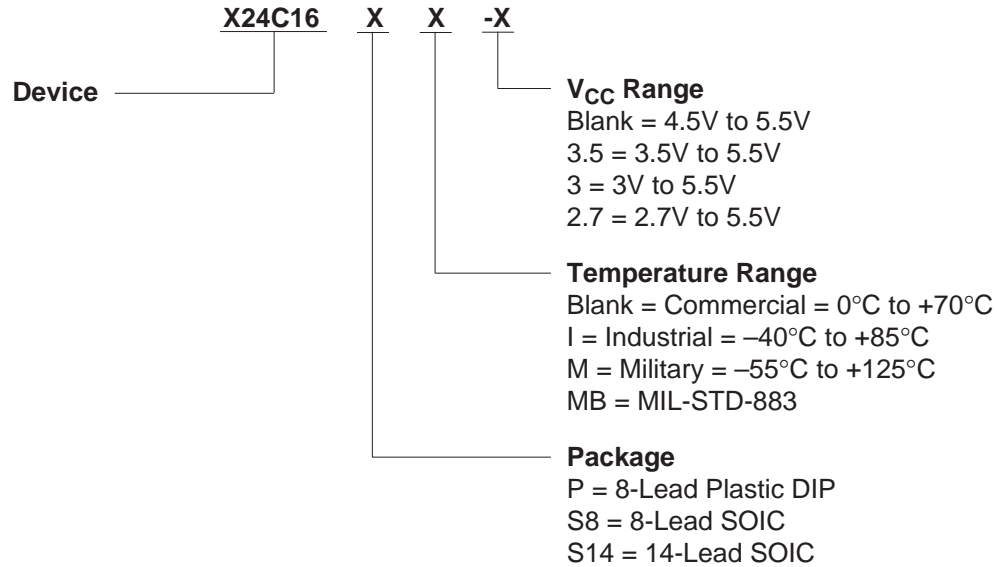 X24C16 X X -X
Device
VCC Range
Blank = 4.5V to 5.5V
3.5 = 3.5V to 5.5V
3 = 3V to 5.5V
2.7 = 2.7V to 5.5V
Temperature Range
Blank = Commercial = 0°C to +70°C
I = Industrial = –40°C to +85°C
M = Military = –55°C to +125°C
MB = MIL-STD-883
Package
P = 8-Lead Plastic DIP
S8 = 8-Lead SOIC
S14 = 14-Lead SOIC